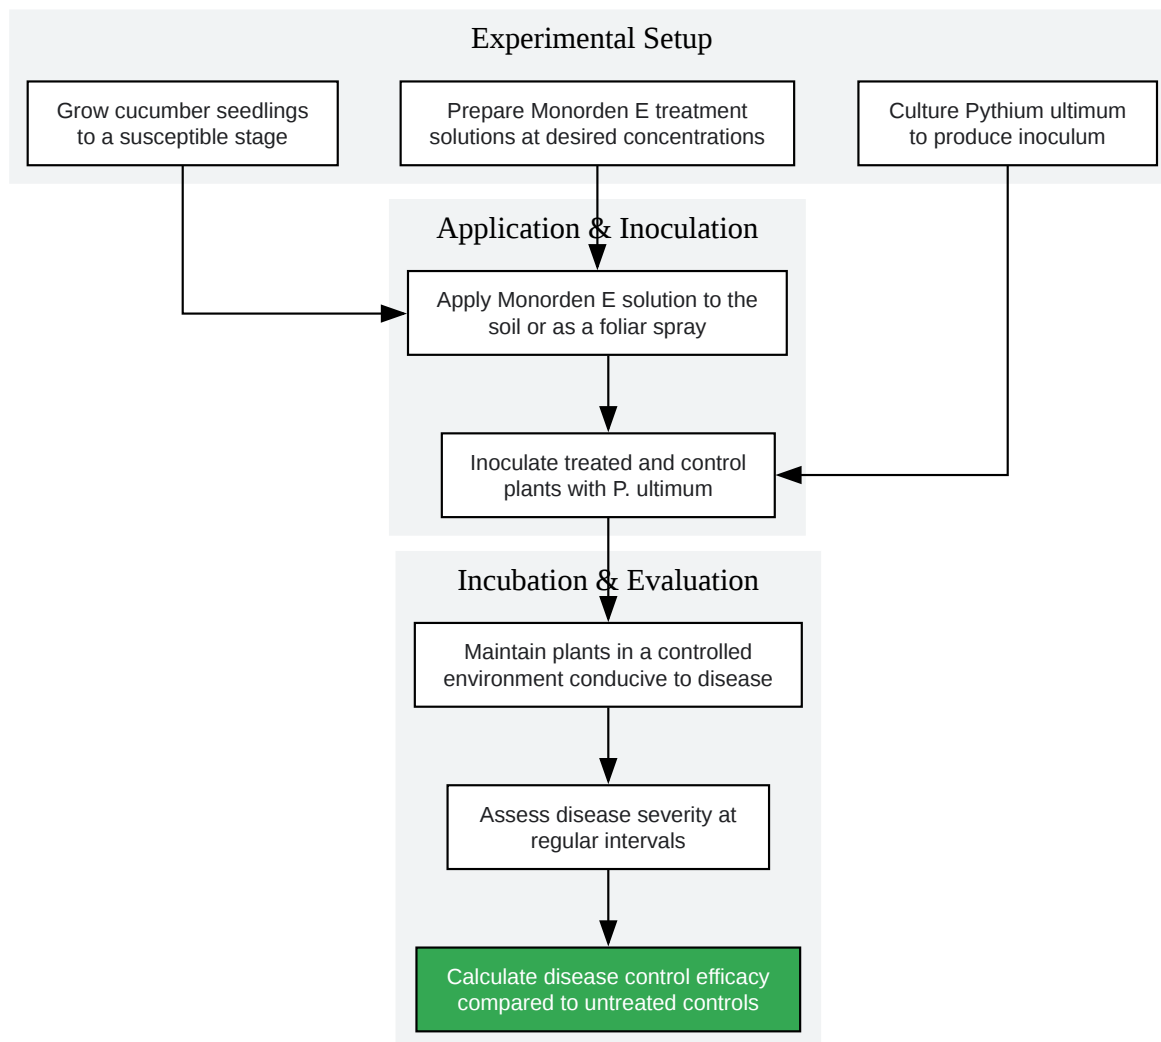 Experimental Setup
Grow cucumber seedlings
to a susceptible stage
Prepare Monorden E treatment
solutions at desired concentrations
Culture Pythium ultimum
to produce inoculum
Application & Inoculation
Apply Monorden E solution to the
soil or as a foliar spray
Inoculate treated and control
plants with P. ultimum
Incubation & Evaluation
Maintain plants in a controlled
environment conducive to disease
Assess disease severity at
regular intervals
Calculate disease control efficacy
compared to untreated controls